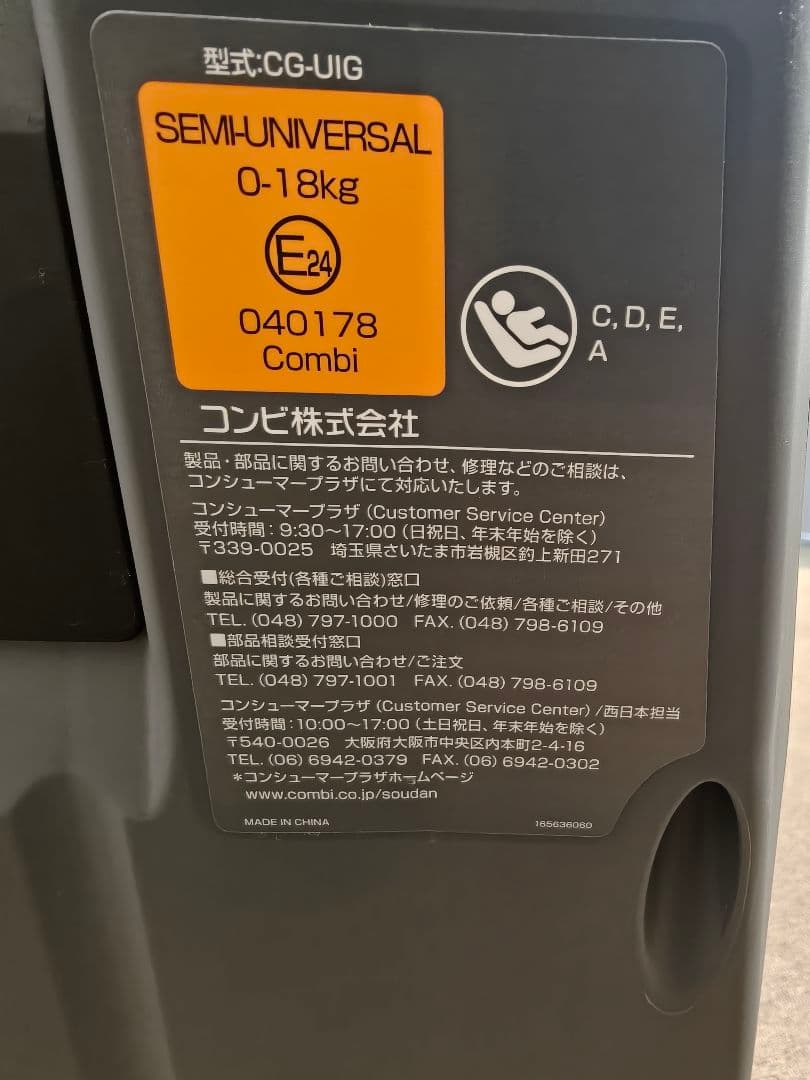 型式:CG-UIG
SEMI-UNIVERSAL
0-18kg
E24
040178
Combi
C, D, E,
A
コンビ株式会社
製品・部品に関するお問い合わせ、修理などのご相談は、
コンシューマープラザにて対応いたします。
コンシューマープラザ (Customer Service Center)
受付時間:9:30〜17:00 (日祝日、年末年始を除く)
〒339-0025 埼玉県さいたま市岩槻区釣上新田271
■総合受付(各種ご相談)窓口
製品に関するお問い合わせ/修理のご依頼/各種ご相談/その他
TEL. (048) 797-1000 FAX. (048) 798-6109
■部品相談受付窓口
部品に関するお問い合わせ/ご注文
TEL. (048) 797-1001 FAX. (048) 798-6109
コンシューマープラザ (Customer Service Center) /西日本担当
受付時間:10:00〜17:00 (土日祝日、年末年始を除く)
〒540-0026 大阪府大阪市中央区内本町2-4-16
TEL. (06) 6942-0379 FAX. (06) 6942-0302
*コンシューマープラザホームページ
www.combi.co.jp/soudan
MADE IN CHINA 165636060